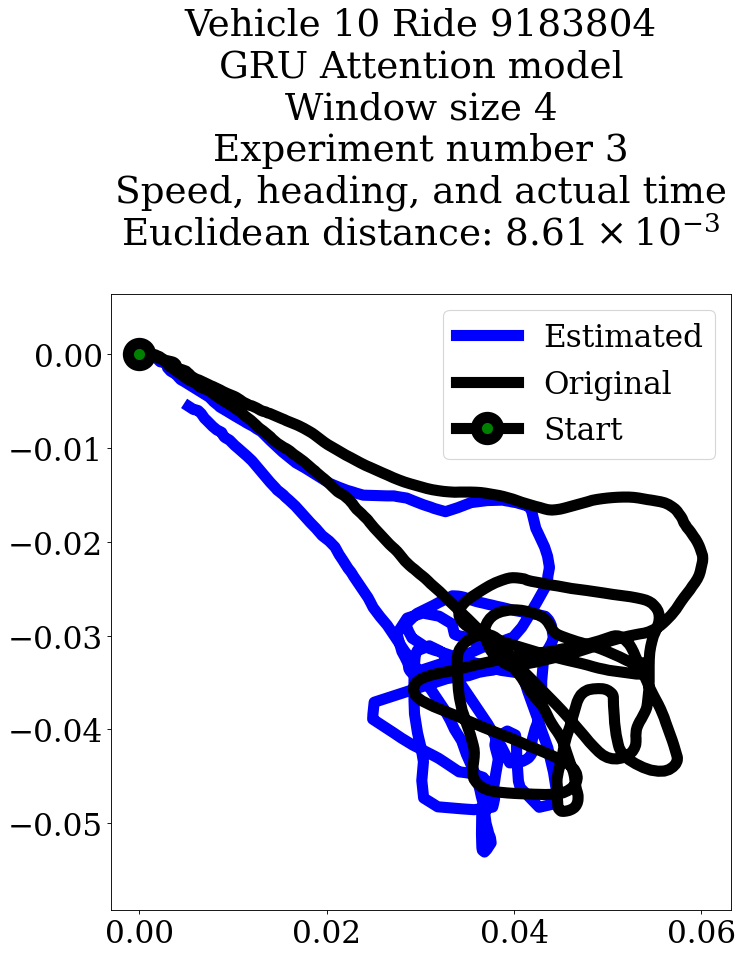 Vehicle 10 Ride 9183804
GRU Attention model
Window size 4
Experiment number 3
Speed, heading, and actual time
Euclidean distance: 8.61 × 10⁻³
Estimated
Original
Start
0.00
−0.01
−0.02
−0.03
−0.04
−0.05
0.00 0.02 0.04 0.06